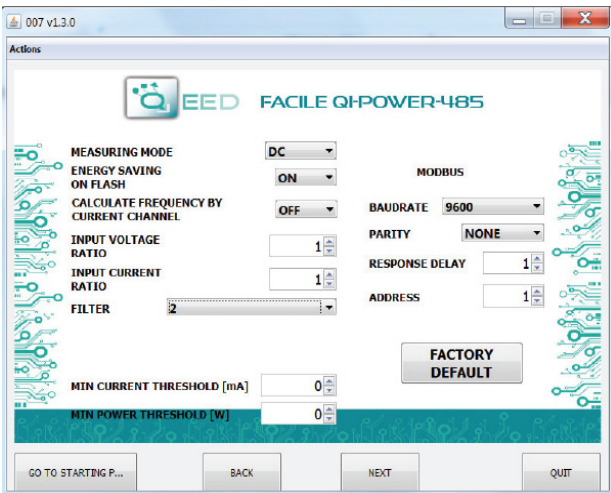 007 v1.3.0
Actions
QEED FACILE QI-POWER-485
MEASURING MODE DC
ENERGY SAVING
ON FLASH ON
CALCULATE FREQUENCY BY
CURRENT CHANNEL OFF
INPUT VOLTAGE
RATIO 1
INPUT CURRENT
RATIO 1
FILTER 2
MIN CURRENT THRESHOLD [mA] 0
MIN POWER THRESHOLD [W] 0
MODBUS
BAUDRATE 9600
PARITY NONE
RESPONSE DELAY 1
ADDRESS 1
FACTORY
DEFAULT
GO TO STARTING P... BACK NEXT QUIT